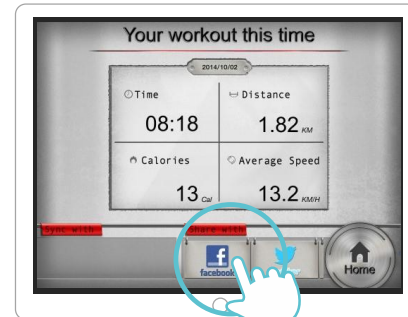 Your workout this time
2014/10/02
Time
Distance
08:18
1.82 KM
Calories
Average Speed
13 Cal
13.2 KM/H
Sync with
Share with
facebook
Home